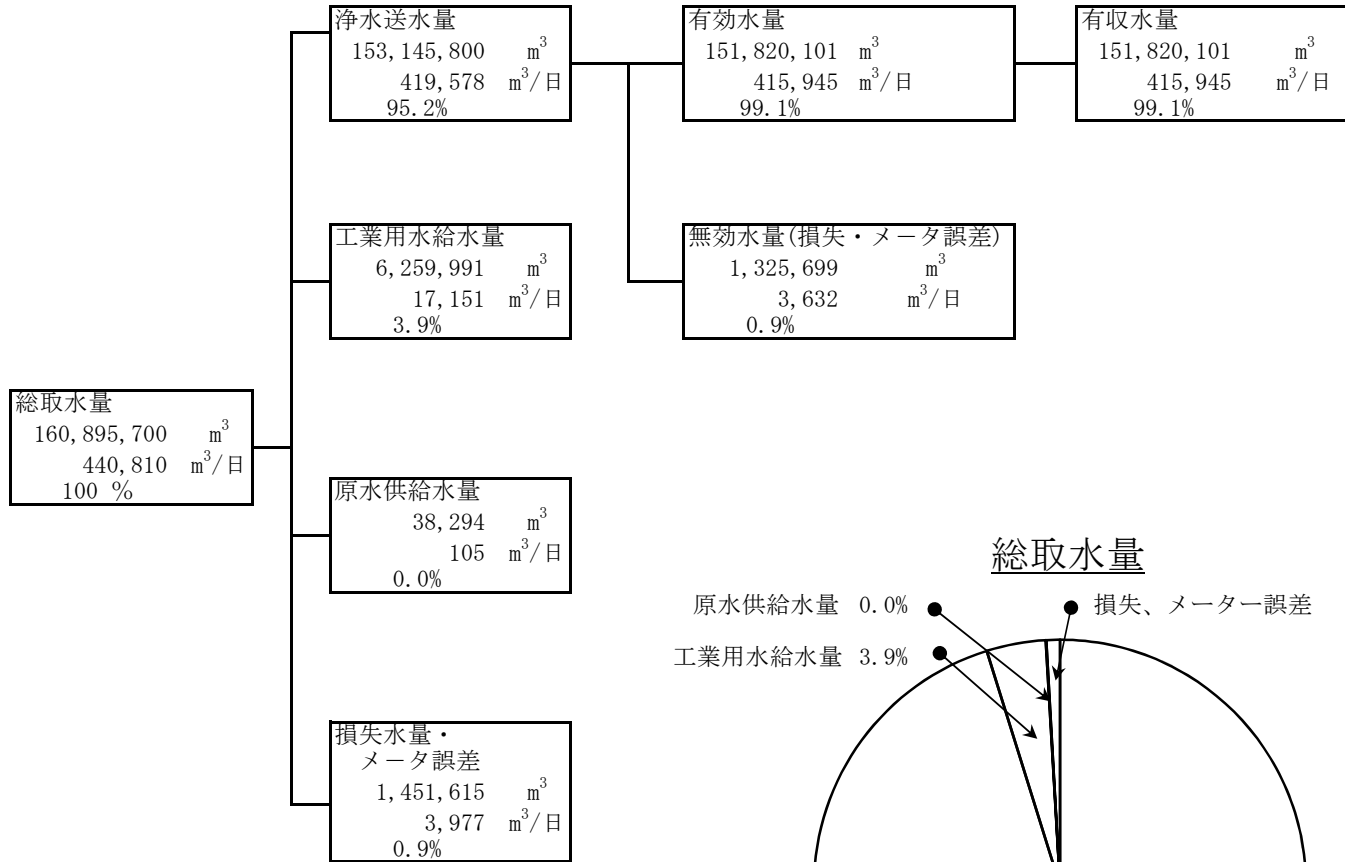 浄水送水量
153,145,800 m³
419,578 m³/日
95.2%
有効水量
151,820,101 m³
415,945 m³/日
99.1%
有収水量
151,820,101 m³
415,945 m³/日
99.1%
工業用水給水量
6,259,991 m³
17,151 m³/日
3.9%
無効水量(損失・メータ誤差)
1,325,699 m³
3,632 m³/日
0.9%
総取水量
160,895,700 m³
440,810 m³/日
100 %
原水供給水量
38,294 m³
105 m³/日
0.0%
損失水量・
メータ誤差
1,451,615 m³
3,977 m³/日
0.9%
総取水量
原水供給水量 0.0%
損失、メーター誤差
工業用水給水量 3.9%